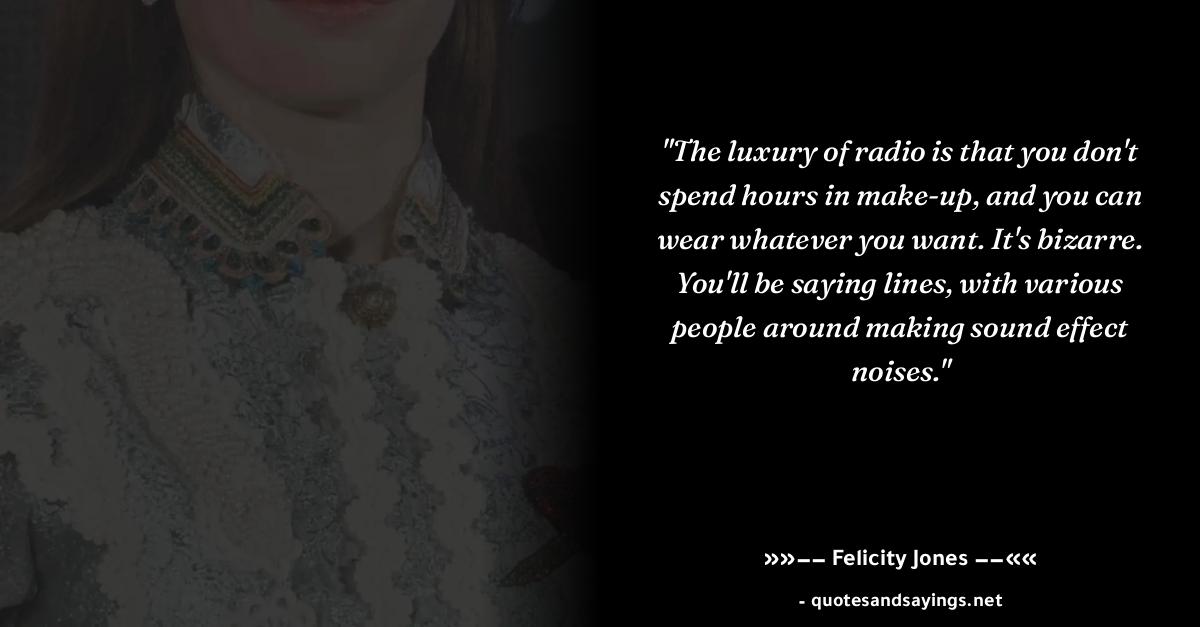 "The luxury of radio is that you don't
spend hours in make-up, and you can
wear whatever you want. It's bizarre.
You'll be saying lines, with various
people around making sound effect
noises."
»»—— Felicity Jones ——««
- quotesandsayings.net